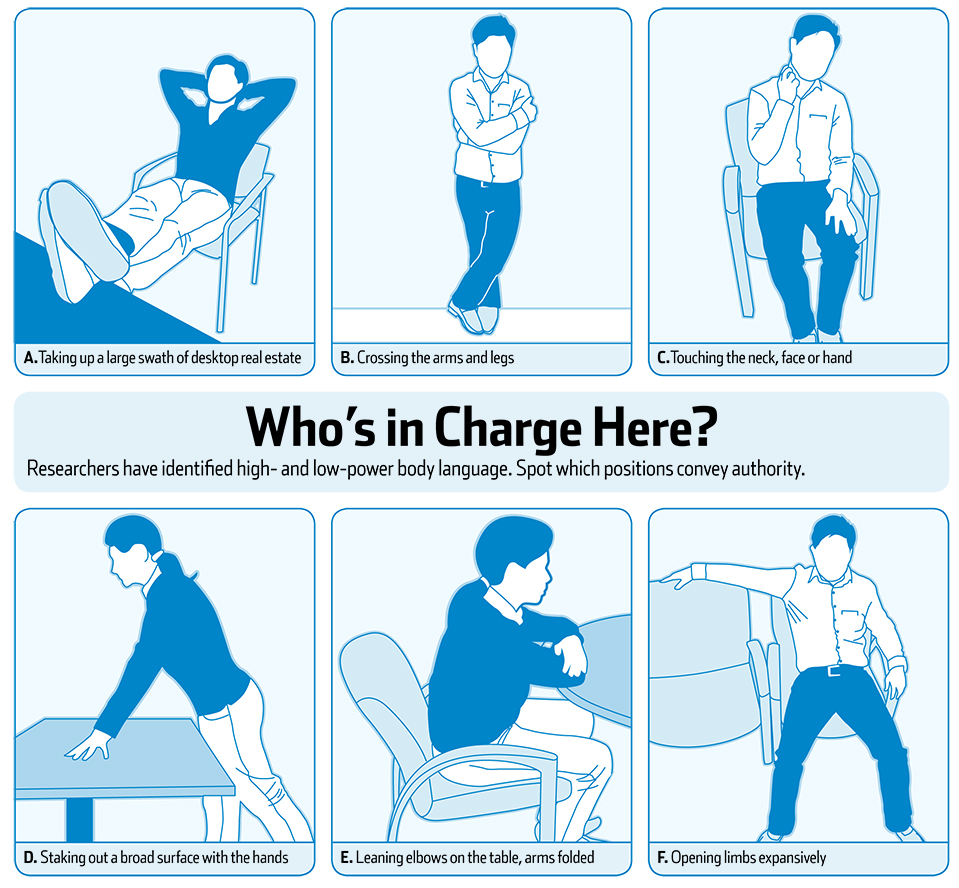 A.Taking up a large swath of desktop real estate
B. Crossing the arms and legs
C.Touching the neck, face or hand
Who's in Charge Here?
Researchers have identified high- and low-power body language. Spot which positions convey authority.
D. Staking out a broad surface with the hands
E. Leaning elbows on the table, arms folded
F. Opening limbs expansively